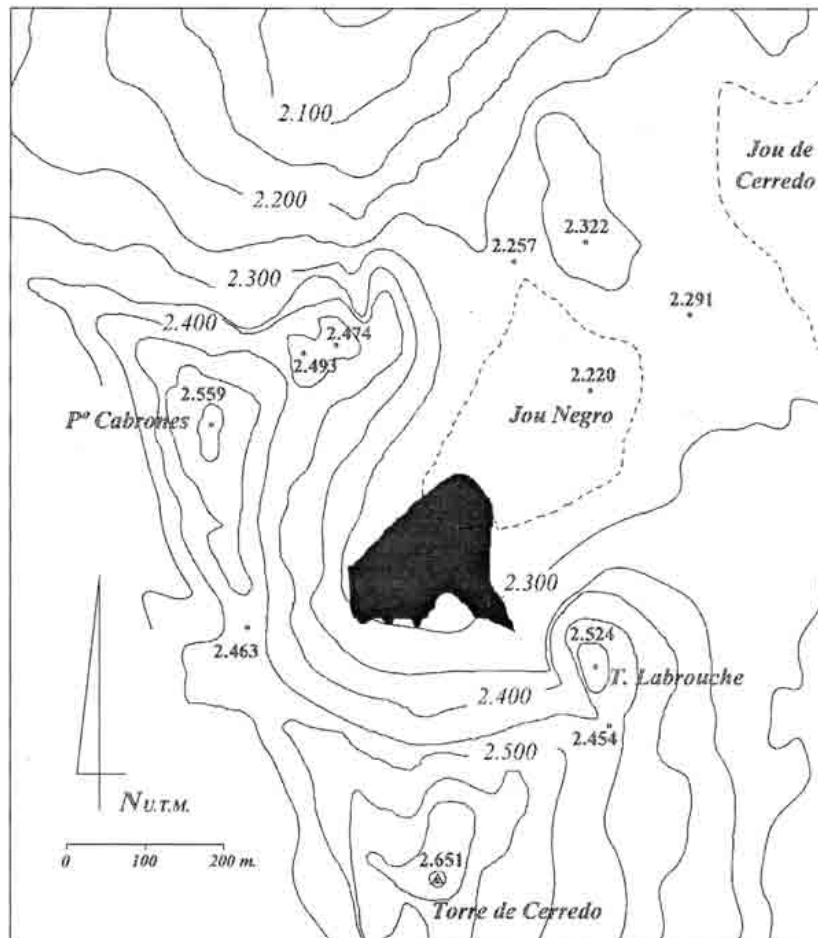 2.100
Jou de
Cerredo
2.200
2.322
2.257
2.300
2.291
2.400
2.474
2.493
2.559
2.220
Pª Cabrones
Jou Negro
2.300
2.524
2.463
T. Labrouche
2.400
2.454
2.500
N U.T.M.
0 100 200 m.
2.651
Torre de Cerredo